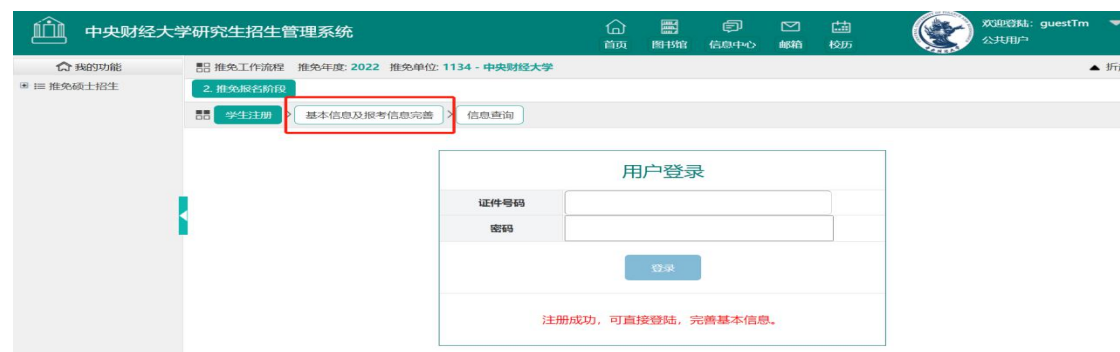 中央财经大学研究生招生管理系统
首页 图书馆 信息中心 邮箱 校历
欢迎登陆: guestTm
公共用户
我的功能
推免硕士招生
推免工作流程 推免年度: 2022 推免单位: 1134 - 中央财经大学
2. 推免报名阶段
学生注册 基本信息及报考信息完善 信息查询
用户登录
证件号码
密码
登录
注册成功，可直接登陆，完善基本信息。